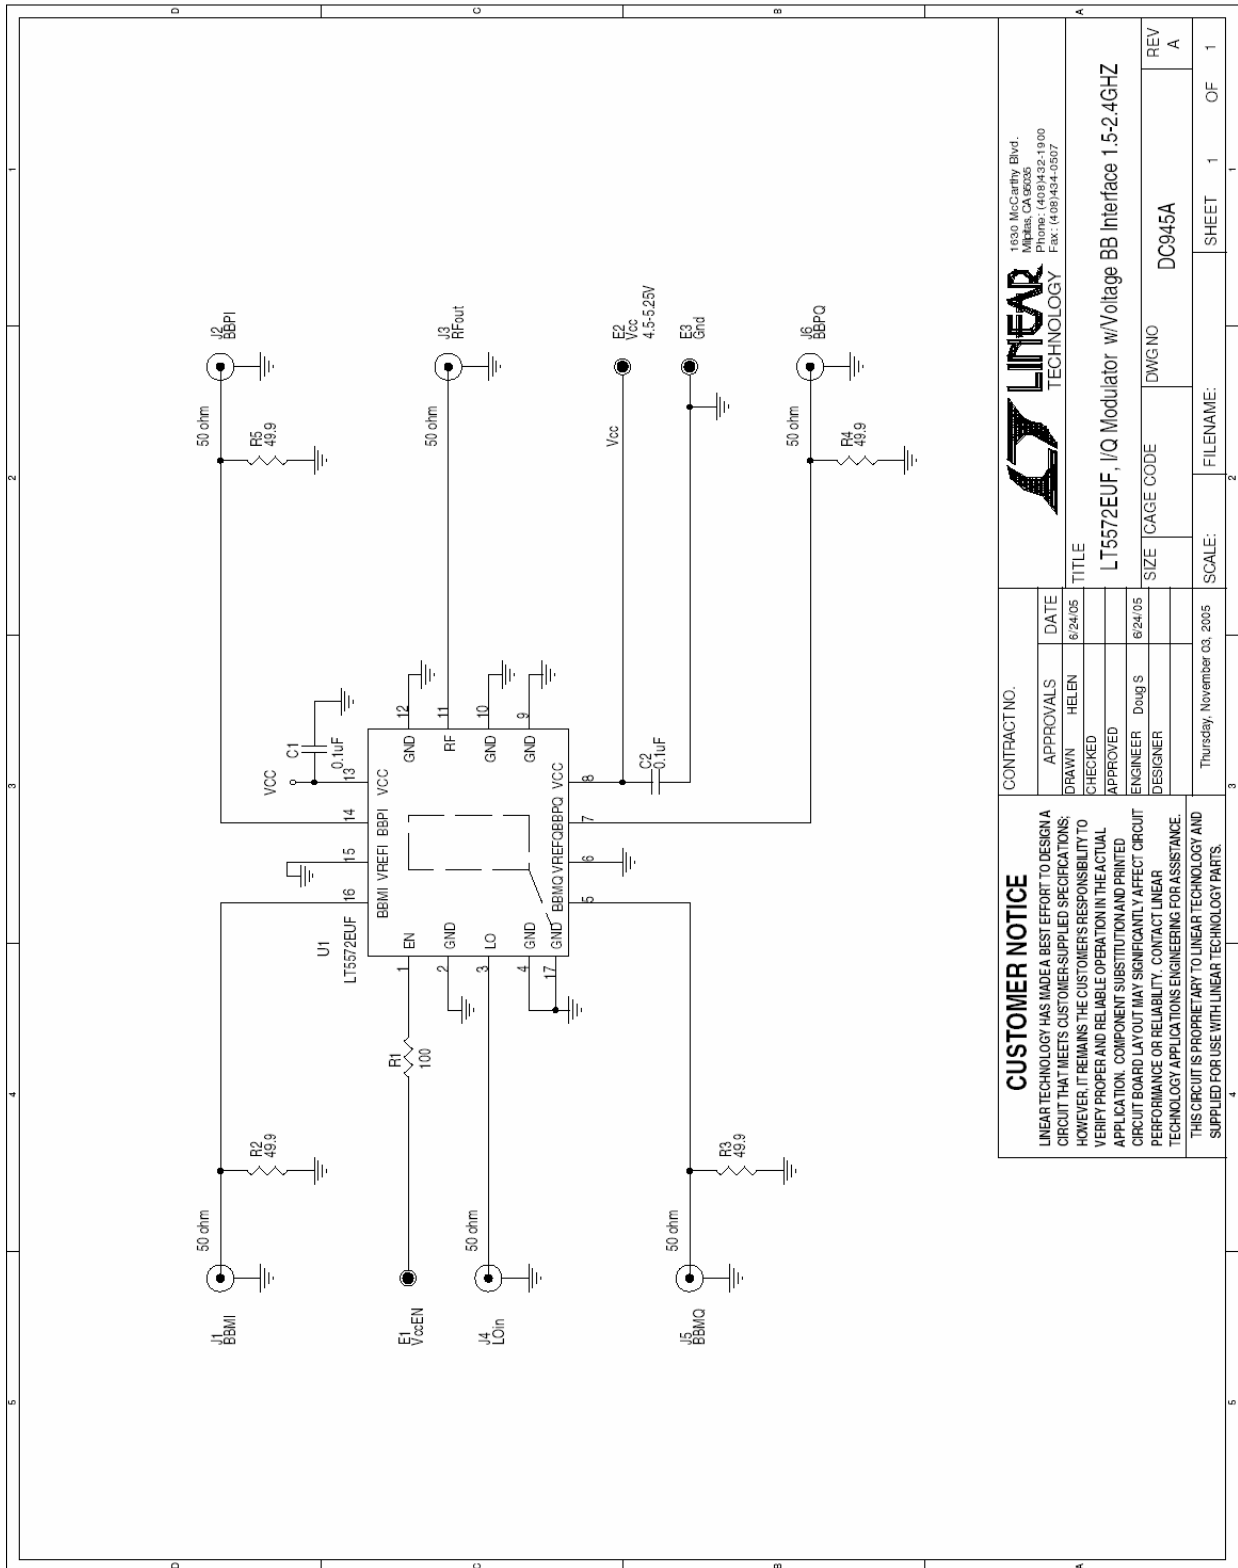 5
4
3
2
1
D
C
B
A
J1
BBMI
50 ohm
R2
49.9
E1
VccEN
R1
100
J4
LOin
50 ohm
J5
BBMQ
50 ohm
R3
49.9
U1
LT5572EUF
16
15
14
13
BBMI VREFI BBPI VCC
1
EN
2
GND
3
LO
4
GND
17
GND
12
GND
11
RF
10
GND
9
GND
BBMQ VREFQ BBPQ VCC
5
6
7
8
VCC
C1
0.1uF
C2
0.1uF
J2
BBPI
50 ohm
R5
49.9
J3
RFout
50 ohm
E2
Vcc
4.5-5.25V
Vcc
E3
Gnd
J6
BBPQ
50 ohm
R4
49.9
CUSTOMER NOTICE
LINEAR TECHNOLOGY HAS MADE A BEST EFFORT TO DESIGN A
CIRCUIT THAT MEETS CUSTOMER-SUPPLIED SPECIFICATIONS;
HOWEVER, IT REMAINS THE CUSTOMER'S RESPONSIBILITY TO
VERIFY PROPER AND RELIABLE OPERATION IN THE ACTUAL
APPLICATION. COMPONENT SUBSTITUTION AND PRINTED
CIRCUIT BOARD LAYOUT MAY SIGNIFICANTLY AFFECT CIRCUIT
PERFORMANCE OR RELIABILITY. CONTACT LINEAR
TECHNOLOGY APPLICATIONS ENGINEERING FOR ASSISTANCE.
THIS CIRCUIT IS PROPRIETARY TO LINEAR TECHNOLOGY AND
SUPPLIED FOR USE WITH LINEAR TECHNOLOGY PARTS.
CONTRACT NO.
APPROVALS DATE
DRAWN HELEN 6/24/05
CHECKED
APPROVED
ENGINEER Doug S 6/24/05
DESIGNER
Thursday, November 03, 2005
LINEAR
TECHNOLOGY
1630 McCarthy Blvd.
Milpitas, CA 95035
Phone: (408)432-1900
Fax: (408)434-0507
TITLE
LT5572EUF, I/Q Modulator w/Voltage BB Interface 1.5-2.4GHZ
SIZE
CAGE CODE
DWG NO
DC945A
REV
A
SCALE:
FILENAME:
SHEET 1 OF 1
5
4
3
2
1
D
C
B
A